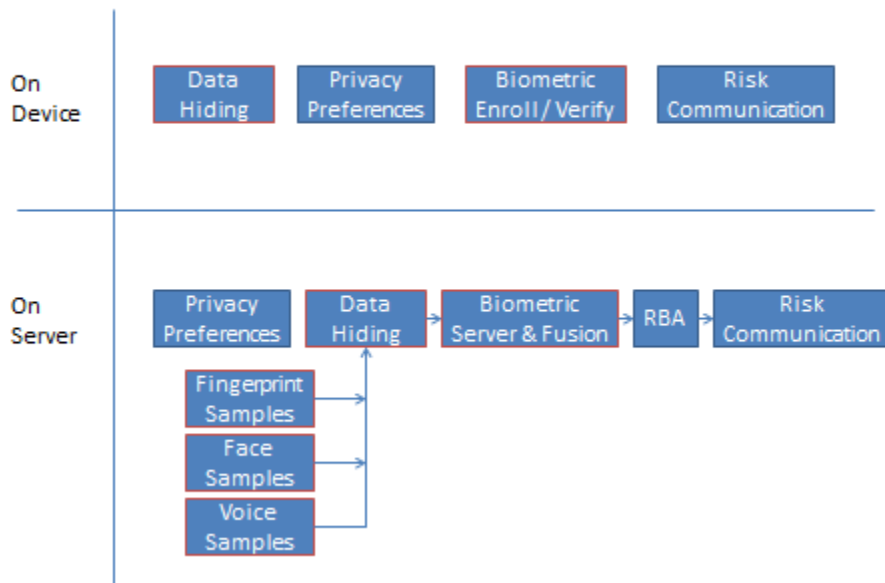 On
Device
Data
Hiding
Privacy
Preferences
Biometric
Enroll / Verify
Risk
Communication
On
Server
Privacy
Preferences
Data
Hiding
Biometric
Server & Fusion
RBA
Risk
Communication
Fingerprint
Samples
Face
Samples
Voice
Samples